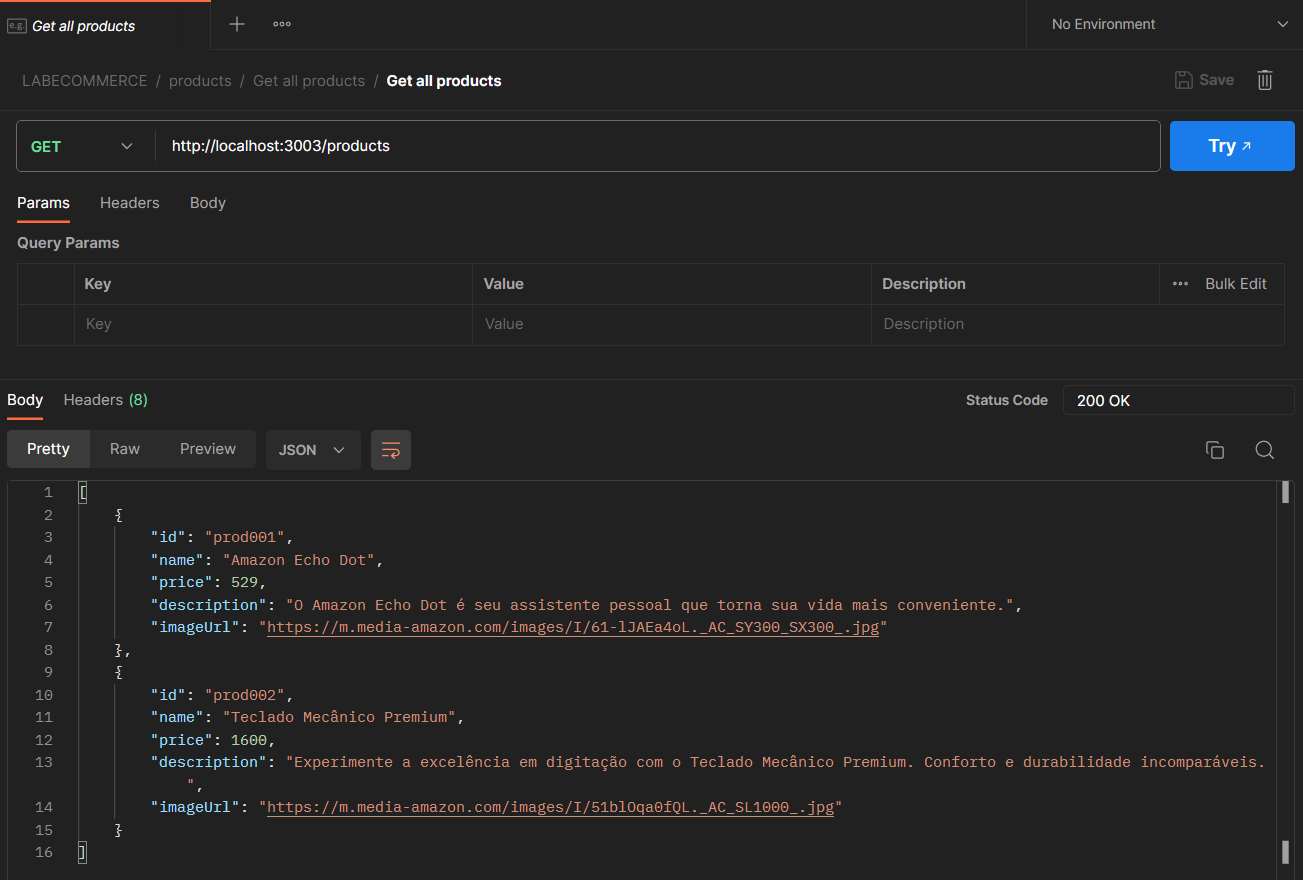 e.g. Get all products
No Environment
LABECOMMERCE / products / Get all products / Get all products
Save
GET http://localhost:3003/products
Try
Params Headers Body
Query Params
Key Value Description Bulk Edit
Key Value Description
Body Headers (8)
Status Code 200 OK
Pretty Raw Preview JSON
1 [
2 {
3 "id": "prod001",
4 "name": "Amazon Echo Dot",
5 "price": 529,
6 "description": "O Amazon Echo Dot é seu assistente pessoal que torna sua vida mais conveniente.",
7 "imageUrl": "https://m.media-amazon.com/images/I/61-lJAEa4oL._AC_SY300_SX300_.jpg"
8 },
9 {
10 "id": "prod002",
11 "name": "Teclado Mecânico Premium",
12 "price": 1600,
13 "description": "Experimente a excelência em digitação com o Teclado Mecânico Premium. Conforto e durabilidade incomparáveis.
",
14 "imageUrl": "https://m.media-amazon.com/images/I/51blOqa0fQL._AC_SL1000_.jpg"
15 }
16 ]